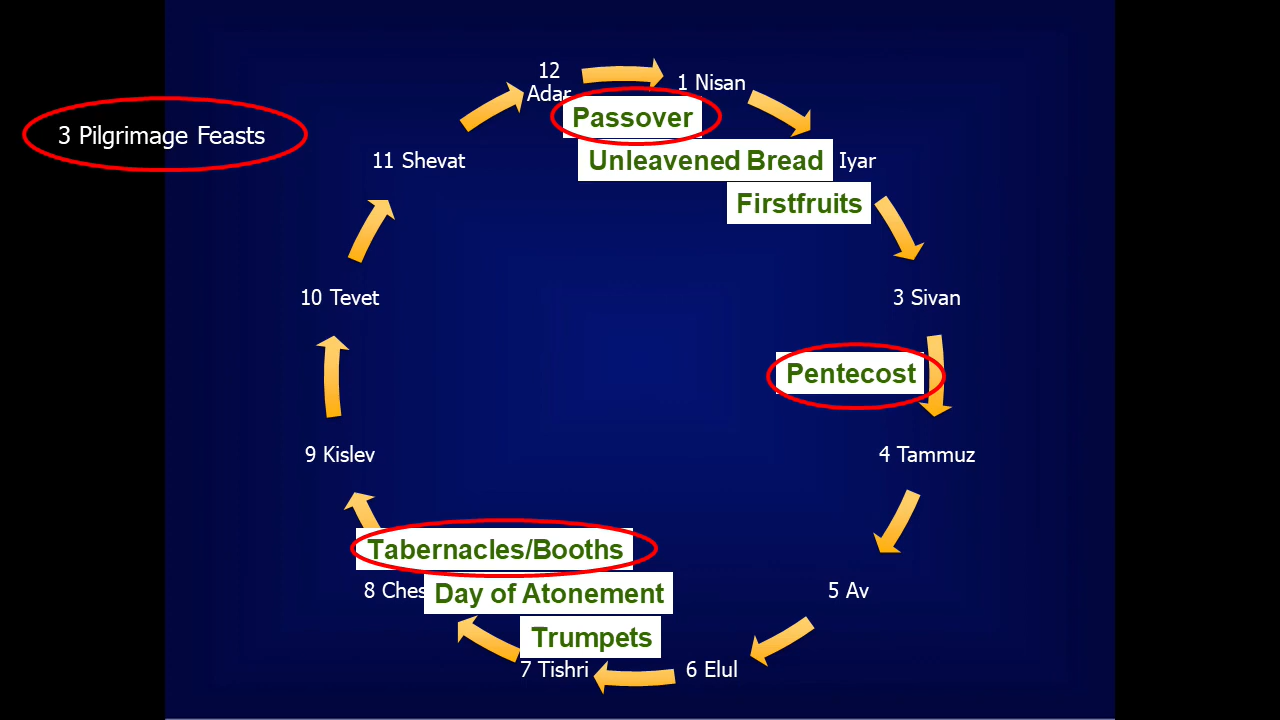 3 Pilgrimage Feasts
12
Adar
1 Nisan
Passover
Unleavened Bread
Iyar
Firstfruits
3 Sivan
Pentecost
4 Tammuz
5 Av
6 Elul
7 Tishri
Trumpets
Day of Atonement
Tabernacles/Booths
8 Ches
9 Kislev
10 Tevet
11 Shevat